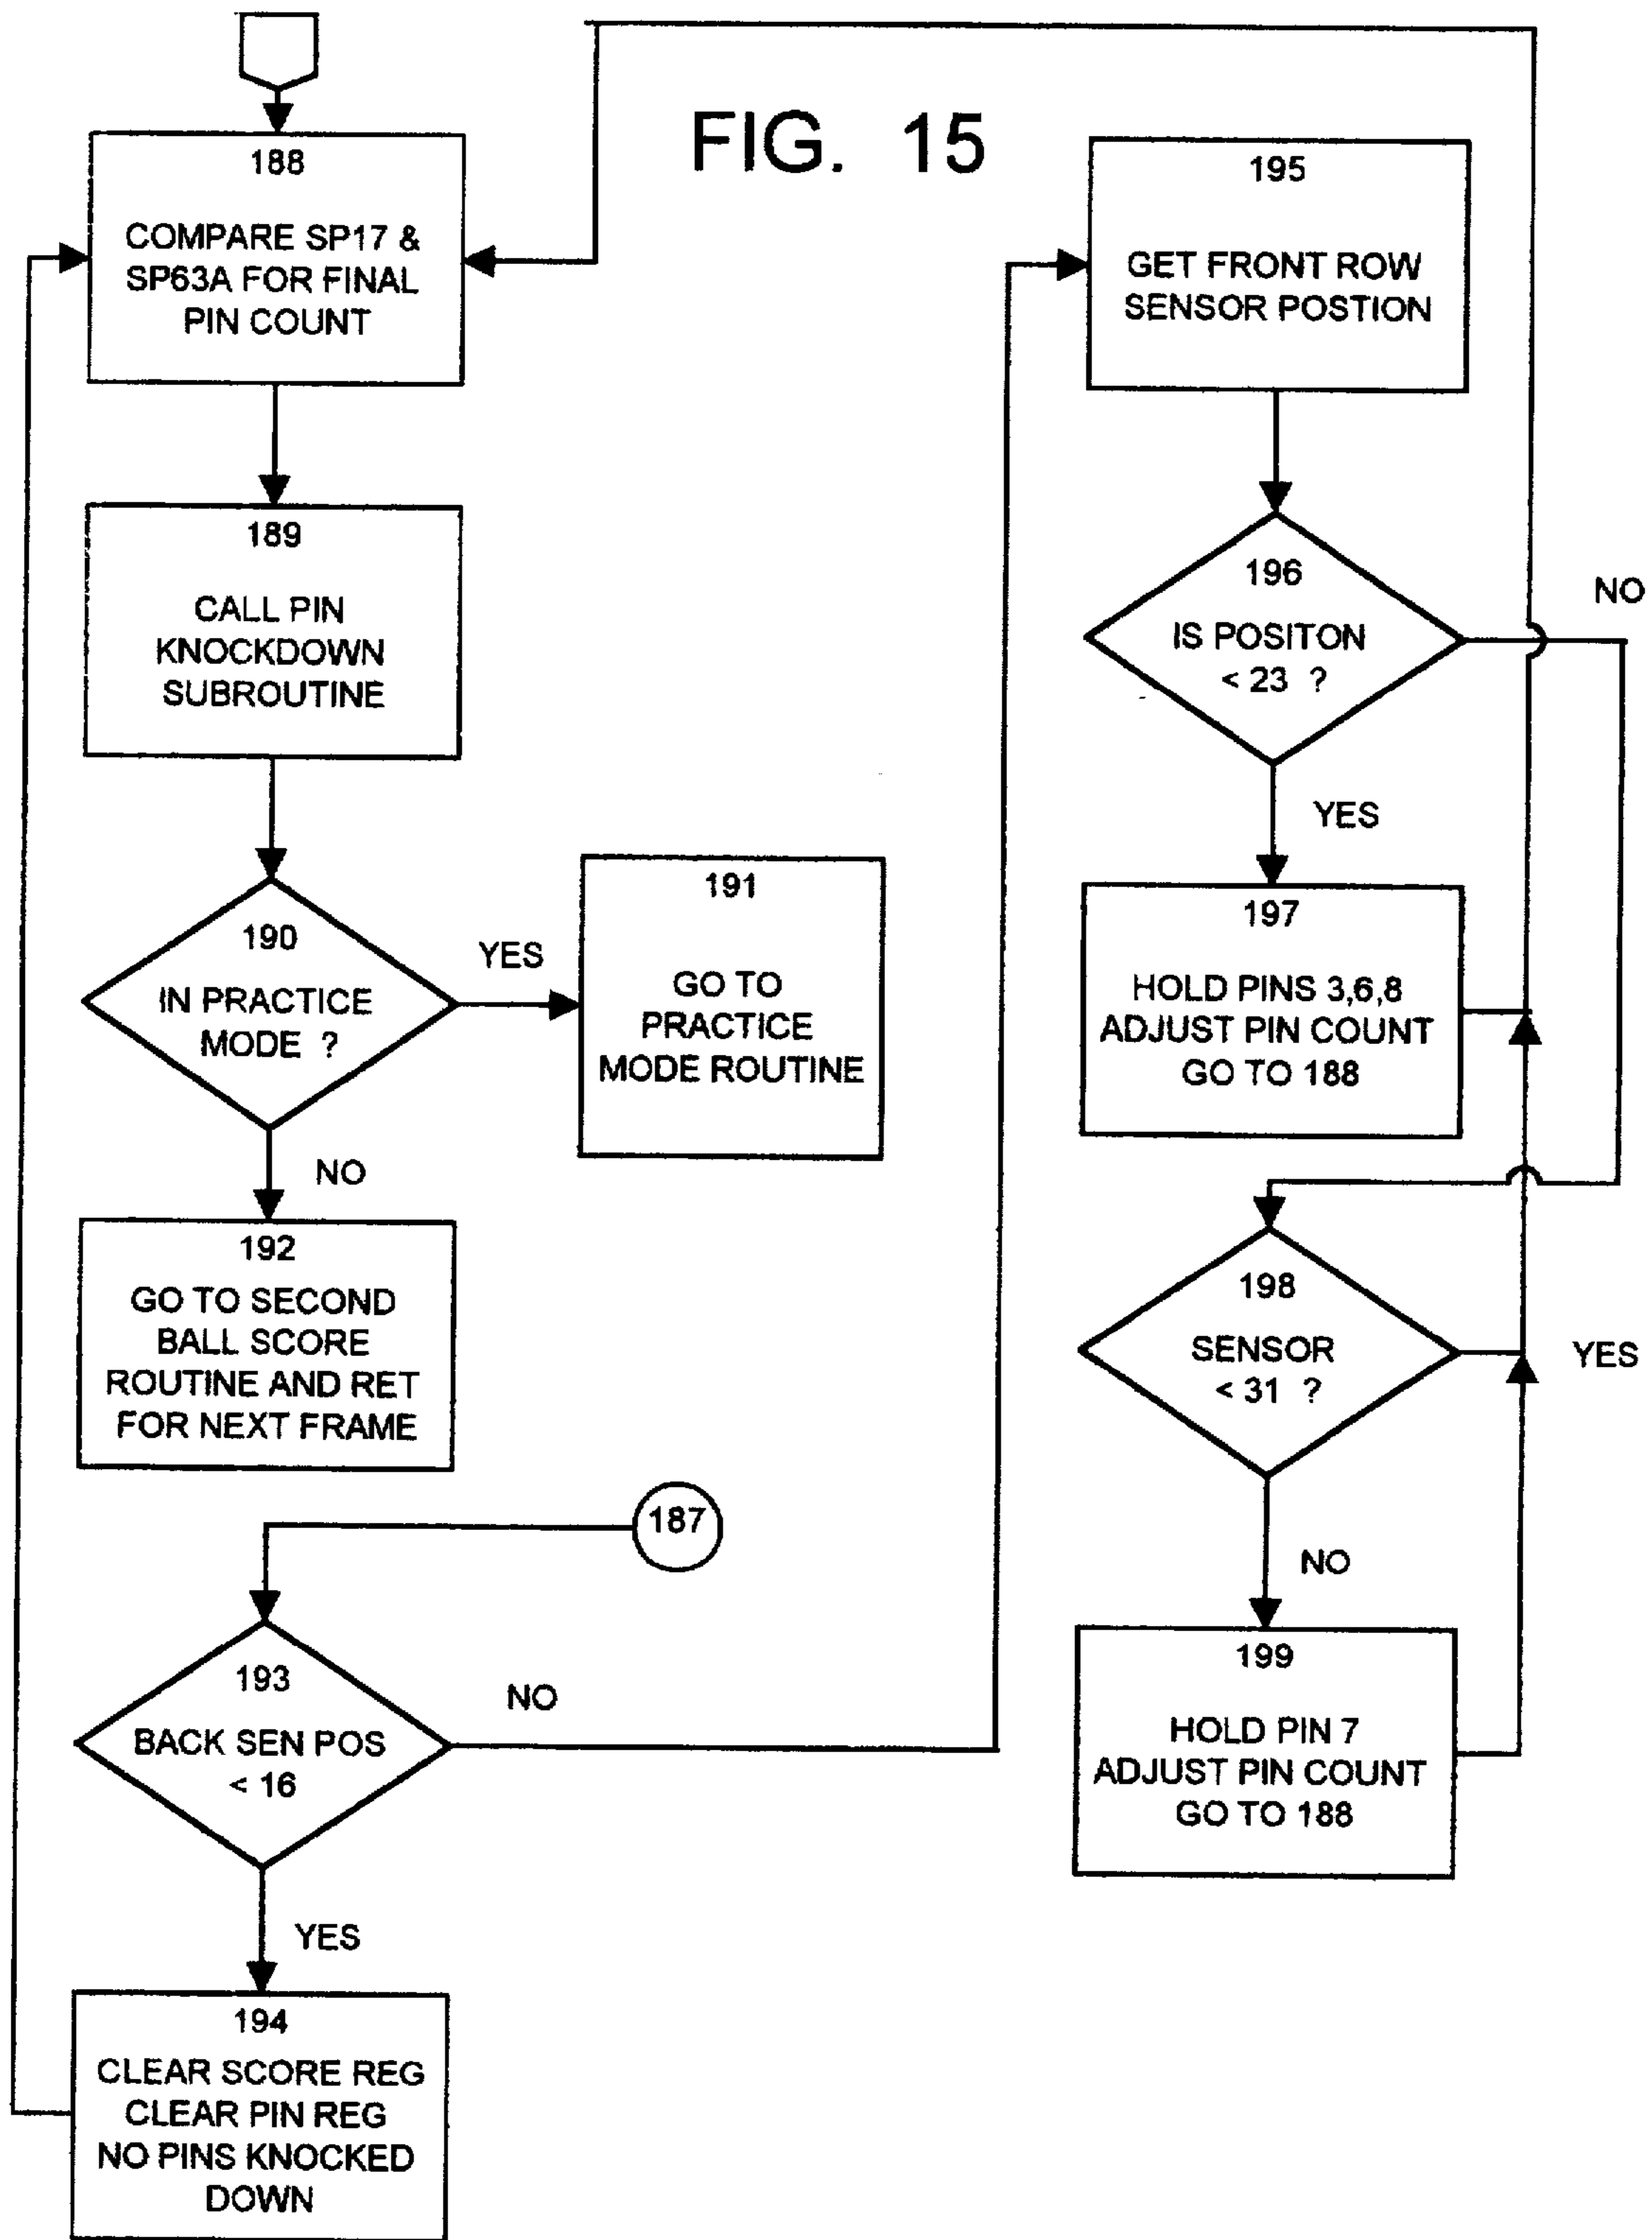 FIG. 15
188
COMPARE SP17 &
SP63A FOR FINAL
PIN COUNT
189
CALL PIN
KNOCKDOWN
SUBROUTINE
190
IN PRACTICE
MODE ?
YES
191
GO TO
PRACTICE
MODE ROUTINE
NO
192
GO TO SECOND
BALL SCORE
ROUTINE AND RET
FOR NEXT FRAME
187
193
BACK SEN POS
< 16
NO
YES
194
CLEAR SCORE REG
CLEAR PIN REG
NO PINS KNOCKED
DOWN
195
GET FRONT ROW
SENSOR POSTION
196
IS POSITON
< 23 ?
NO
YES
197
HOLD PINS 3,6,8
ADJUST PIN COUNT
GO TO 188
198
SENSOR
< 31 ?
YES
NO
199
HOLD PIN 7
ADJUST PIN COUNT
GO TO 188